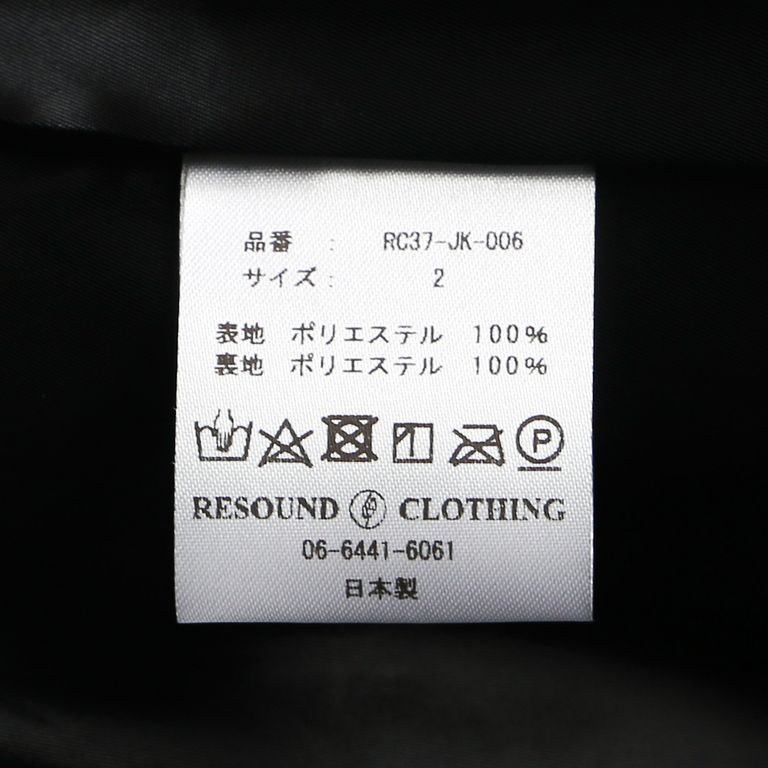 品番 : RC37-JK-006
サイズ : 2
表地 ポリエステル 100%
裏地 ポリエステル 100%
P
RESOUND CLOTHING
06-6441-6061
日本製